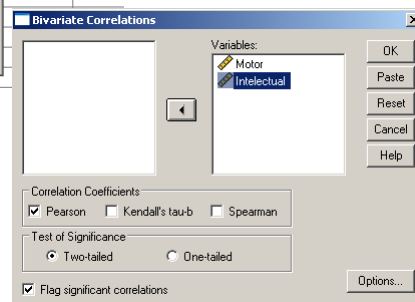 Bivariate Correlations
Variables:
Motor
Intelectual
OK
Paste
Reset
Cancel
Help
Correlation Coefficients
Pearson Kendall's tau-b Spearman
Test of Significance
Two-tailed One-tailed
Flag significant correlations
Options...